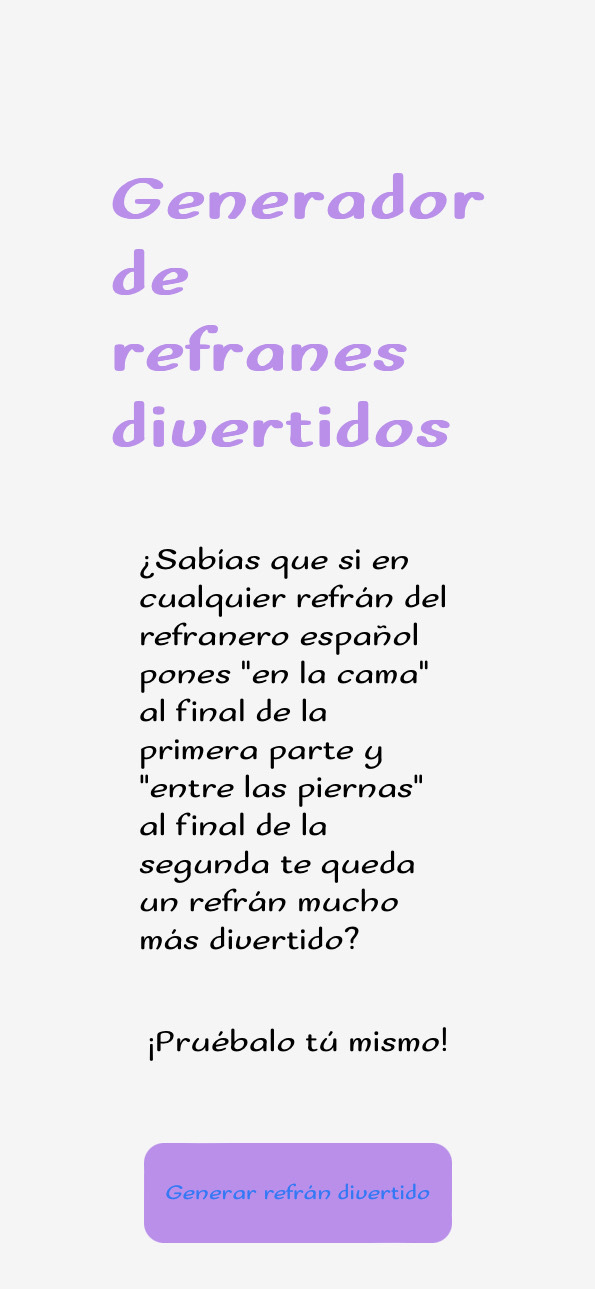 Generador
de
refranes
divertidos
¿Sabías que si en
cualquier refrán del
refranero español
pones "en la cama"
al final de la
primera parte y
"entre las piernas"
al final de la
segunda te queda
un refrán mucho
más divertido?
¡Pruébalo tú mismo!
Generar refrán divertido